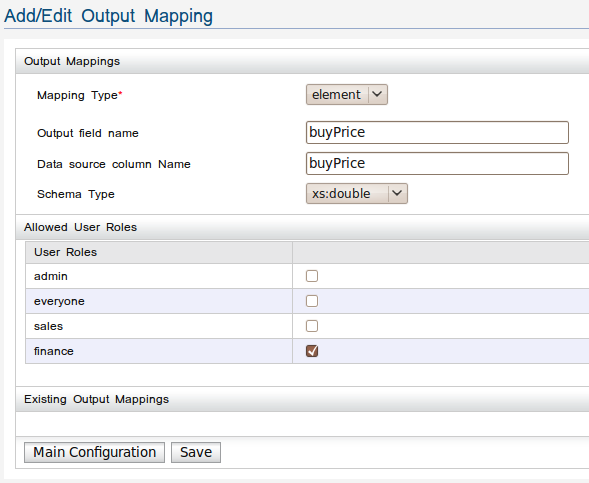 Add/Edit Output Mapping
Output Mappings
Mapping Type* element
Output field name buyPrice
Data source column Name buyPrice
Schema Type xs:double
Allowed User Roles
User Roles
admin
everyone
sales
finance
Existing Output Mappings
Main Configuration Save